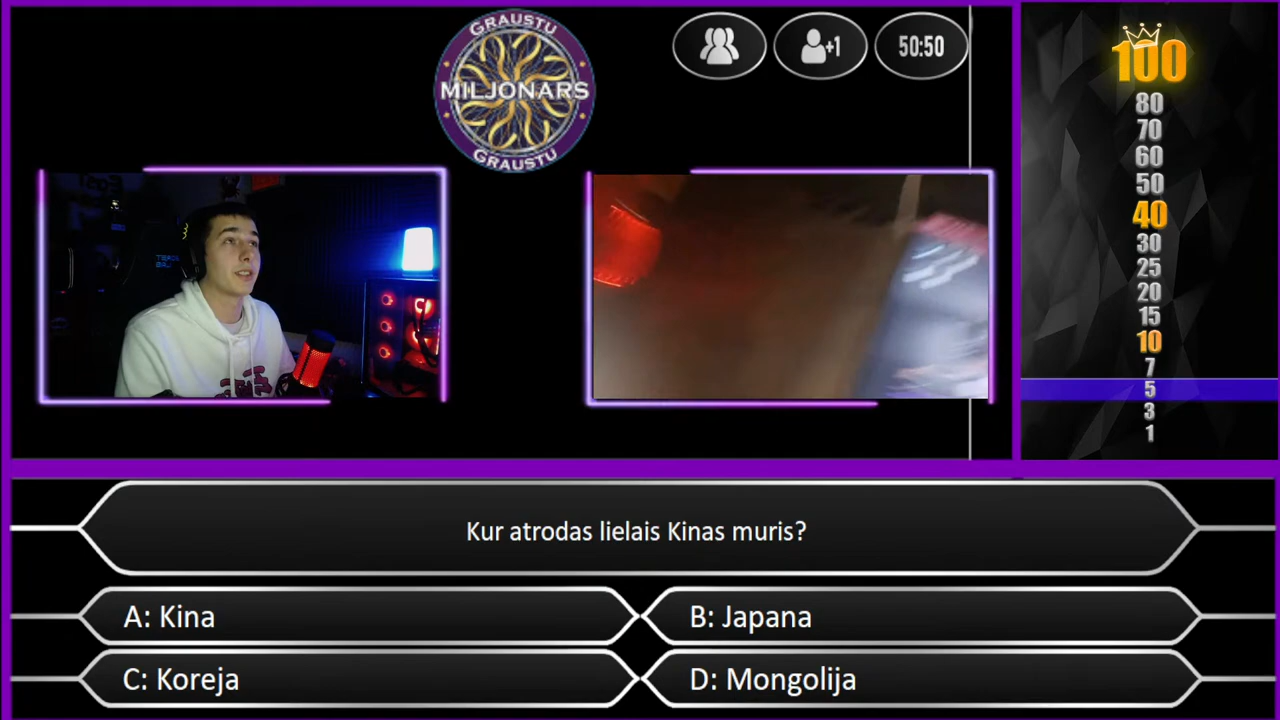 GRAUSTU
MILJONARS
GRAUSTU
+1
50:50
100
80
70
60
50
40
30
25
20
15
10
7
5
3
1
Kur atrodas lielais Kinas muris?
A: Kina
B: Japana
C: Koreja
D: Mongolija